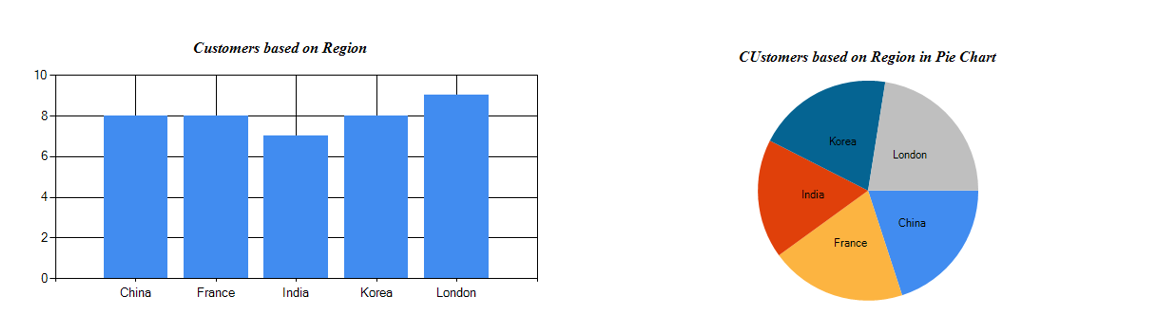 Customers based on Region
10
8
6
4
2
0
China France India Korea London
CUstomers based on Region in Pie Chart
Korea
London
India
China
France